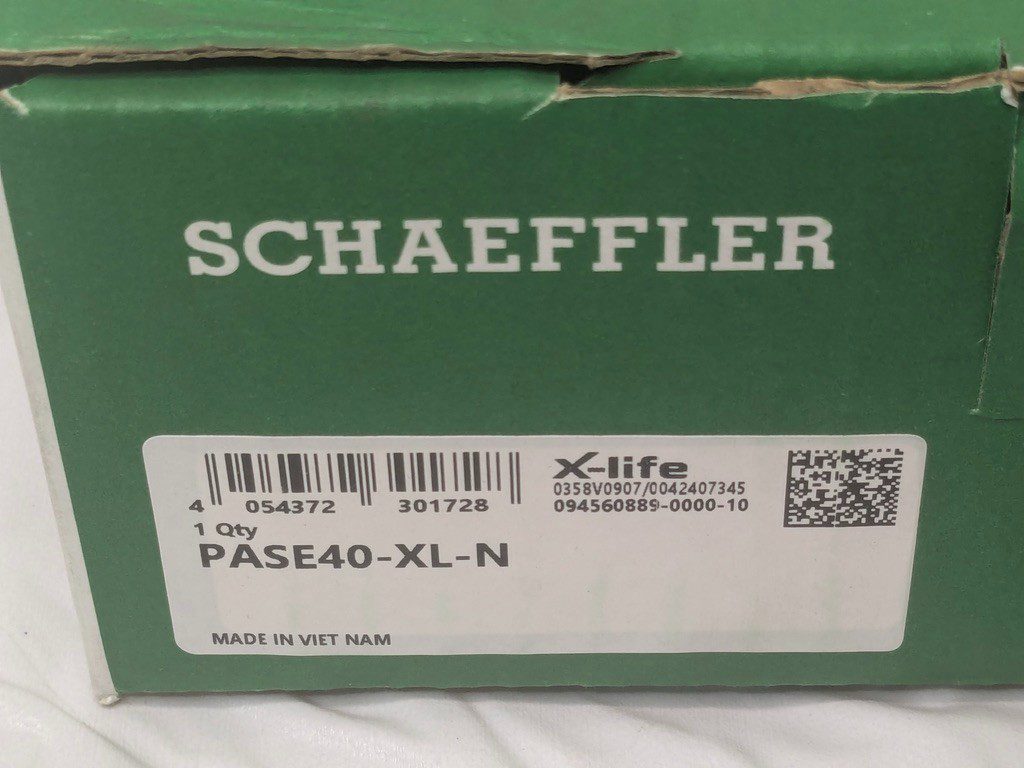 SCHAEFFLER
4 054372 301728
X-life
0358V0907/0042407345
094560889-0000-10
1 Qty
PASE40-XL-N
MADE IN VIET NAM